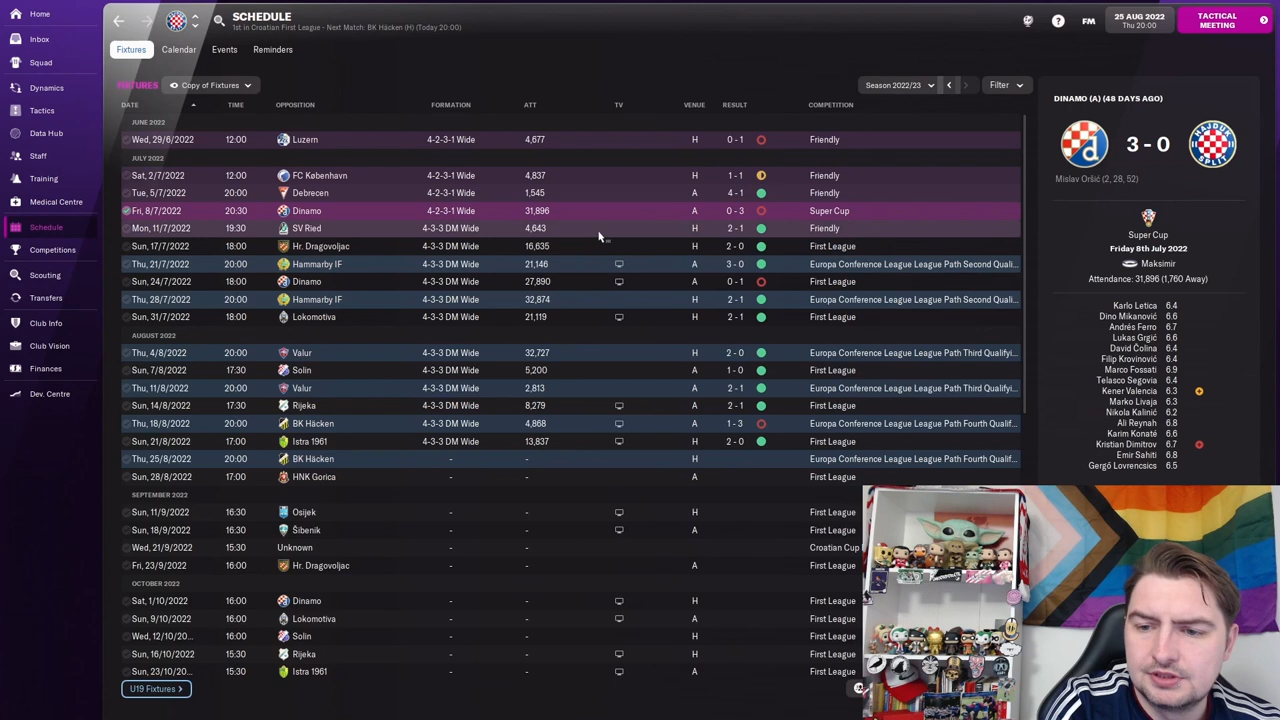 Home
Inbox
Squad
Dynamics
Tactics
Data Hub
Staff
Training
Medical Centre
Schedule
Competitions
Scouting
Transfers
Club Info
Club Vision
Finances
Dev. Centre
SCHEDULE
1st in Croatian First League - Next Match: BK Häcken (H) (Today 20:00)
FM
25 AUG 2022
Thu 20:00
TACTICAL
MEETING
Fixtures Calendar Events Reminders
FIXTURES Copy of Fixtures Season 2022/23 Filter
DATE TIME OPPOSITION FORMATION ATT TV VENUE RESULT COMPETITION
JUNE 2022
Wed, 29/6/2022 12:00 Luzern 4-2-3-1 Wide 4,677 H 0 - 1 Friendly
JULY 2022
Sat, 2/7/2022 12:00 FC København 4-2-3-1 Wide 4,837 H 1 - 1 Friendly
Tue, 5/7/2022 20:00 Debrecen 4-2-3-1 Wide 1,545 A 4 - 1 Friendly
Fri, 8/7/2022 20:30 Dinamo 4-2-3-1 Wide 31,896 A 0 - 3 Super Cup
Mon, 11/7/2022 19:30 SV Ried 4-3-3 DM Wide 4,643 H 2 - 1 Friendly
Sun, 17/7/2022 18:00 Hr. Dragovoljac 4-3-3 DM Wide 16,635 H 2 - 0 First League
Thu, 21/7/2022 20:00 Hammarby IF 4-3-3 DM Wide 21,146 A 3 - 0 Europa Conference League League Path Second Quali...
Sun, 24/7/2022 18:00 Dinamo 4-3-3 DM Wide 27,890 A 0 - 1 First League
Thu, 28/7/2022 20:00 Hammarby IF 4-3-3 DM Wide 32,874 H 2 - 1 Europa Conference League League Path Second Quali...
Sun, 31/7/2022 18:00 Lokomotiva 4-3-3 DM Wide 21,119 H 2 - 1 First League
AUGUST 2022
Thu, 4/8/2022 20:00 Valur 4-3-3 DM Wide 32,727 H 2 - 0 Europa Conference League League Path Third Qualifyi...
Sun, 7/8/2022 17:30 Solin 4-3-3 DM Wide 5,200 A 1 - 0 First League
Thu, 11/8/2022 20:00 Valur 4-3-3 DM Wide 2,813 A 2 - 1 Europa Conference League League Path Third Qualifyi...
Sun, 14/8/2022 17:30 Rijeka 4-3-3 DM Wide 8,279 A 2 - 1 First League
Thu, 18/8/2022 20:00 BK Häcken 4-3-3 DM Wide 4,868 A 1 - 3 Europa Conference League League Path Fourth Qualif...
Sun, 21/8/2022 17:00 Istra 1961 4-3-3 DM Wide 13,837 H 2 - 0 First League
Thu, 25/8/2022 20:00 BK Häcken - - H Europa Conference League League Path Fourth Qualif...
Sun, 28/8/2022 17:00 HNK Gorica - - A First League
SEPTEMBER 2022
Sun, 11/9/2022 16:30 Osijek - - H First League
Sun, 18/9/2022 16:30 Šibenik - - A First League
Wed, 21/9/2022 15:30 Unknown - - Croatian Cup
Fri, 23/9/2022 16:00 Hr. Dragovoljac - - A First League
OCTOBER 2022
Sat, 1/10/2022 16:00 Dinamo - - H First League
Sun, 9/10/2022 16:00 Lokomotiva - - A First League
Wed, 12/10/20... 16:00 Solin - - H First League
Sun, 16/10/2022 15:30 Rijeka - - H First League
Sun, 23/10/20... 15:30 Istra 1961 - - A First League
U19 Fixtures
DINAMO (A) (48 DAYS AGO)
3 - 0
Mislav Oršić (2, 28, 52)
Super Cup
Friday 8th July 2022
Maksimir
Attendance: 31,896 (1,760 Away)
Karlo Letica 6.4
Dino Mikanović 6.6
Andrés Ferro 6.7
Lukas Grgić 6.6
David Čolina 6.4
Filip Krovinović 6.4
Marco Fossati 6.9
Telasco Segovia 6.4
Kener Valencia 6.3
Marko Livaja 6.3
Nikola Kalinić 6.2
Ali Reynah 6.8
Karim Konaté 6.6
Kristian Dimitrov 6.7
Emir Sahiti 6.8
Gergő Lovrencsics 6.5